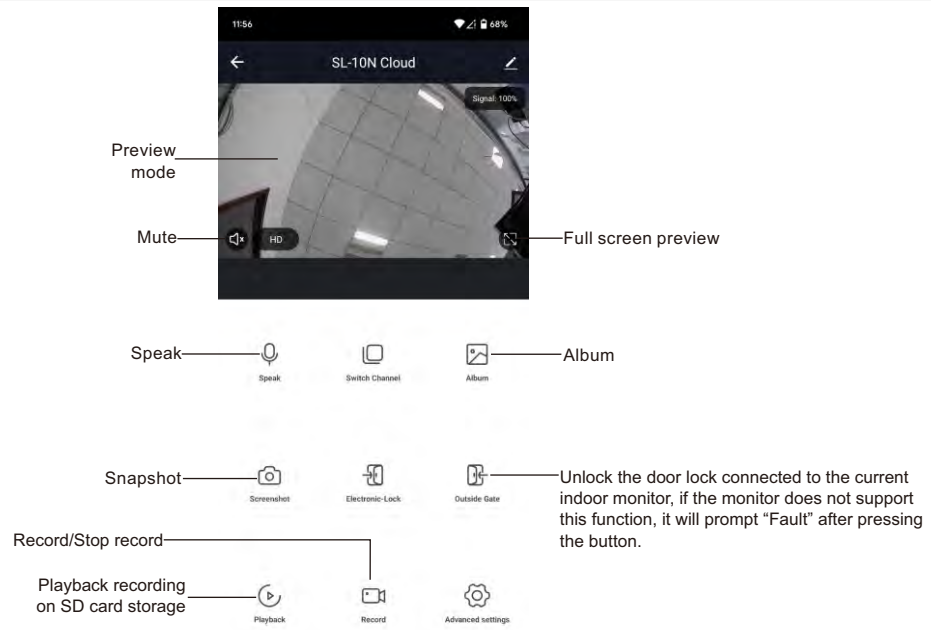 11:56
68%
SL-10N Cloud
Signal: 100%
Preview
mode
Mute
HD
Full screen preview
Speak
Album
Speak
Switch Channel
Album
Snapshot
Screenshot
Electronic-Lock
Outside Gate
Unlock the door lock connected to the current
indoor monitor, if the monitor does not support
this function, it will prompt “Fault” after pressing
the button.
Record/Stop record
Playback recording
on SD card storage
Playback
Record
Advanced settings